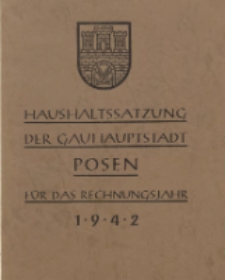 HAUSHALTSSATZUNG
DER GAUHAUPTSTADT
POSEN
FÜR DAS RECHNUNGSJAHR
1·9·4·2